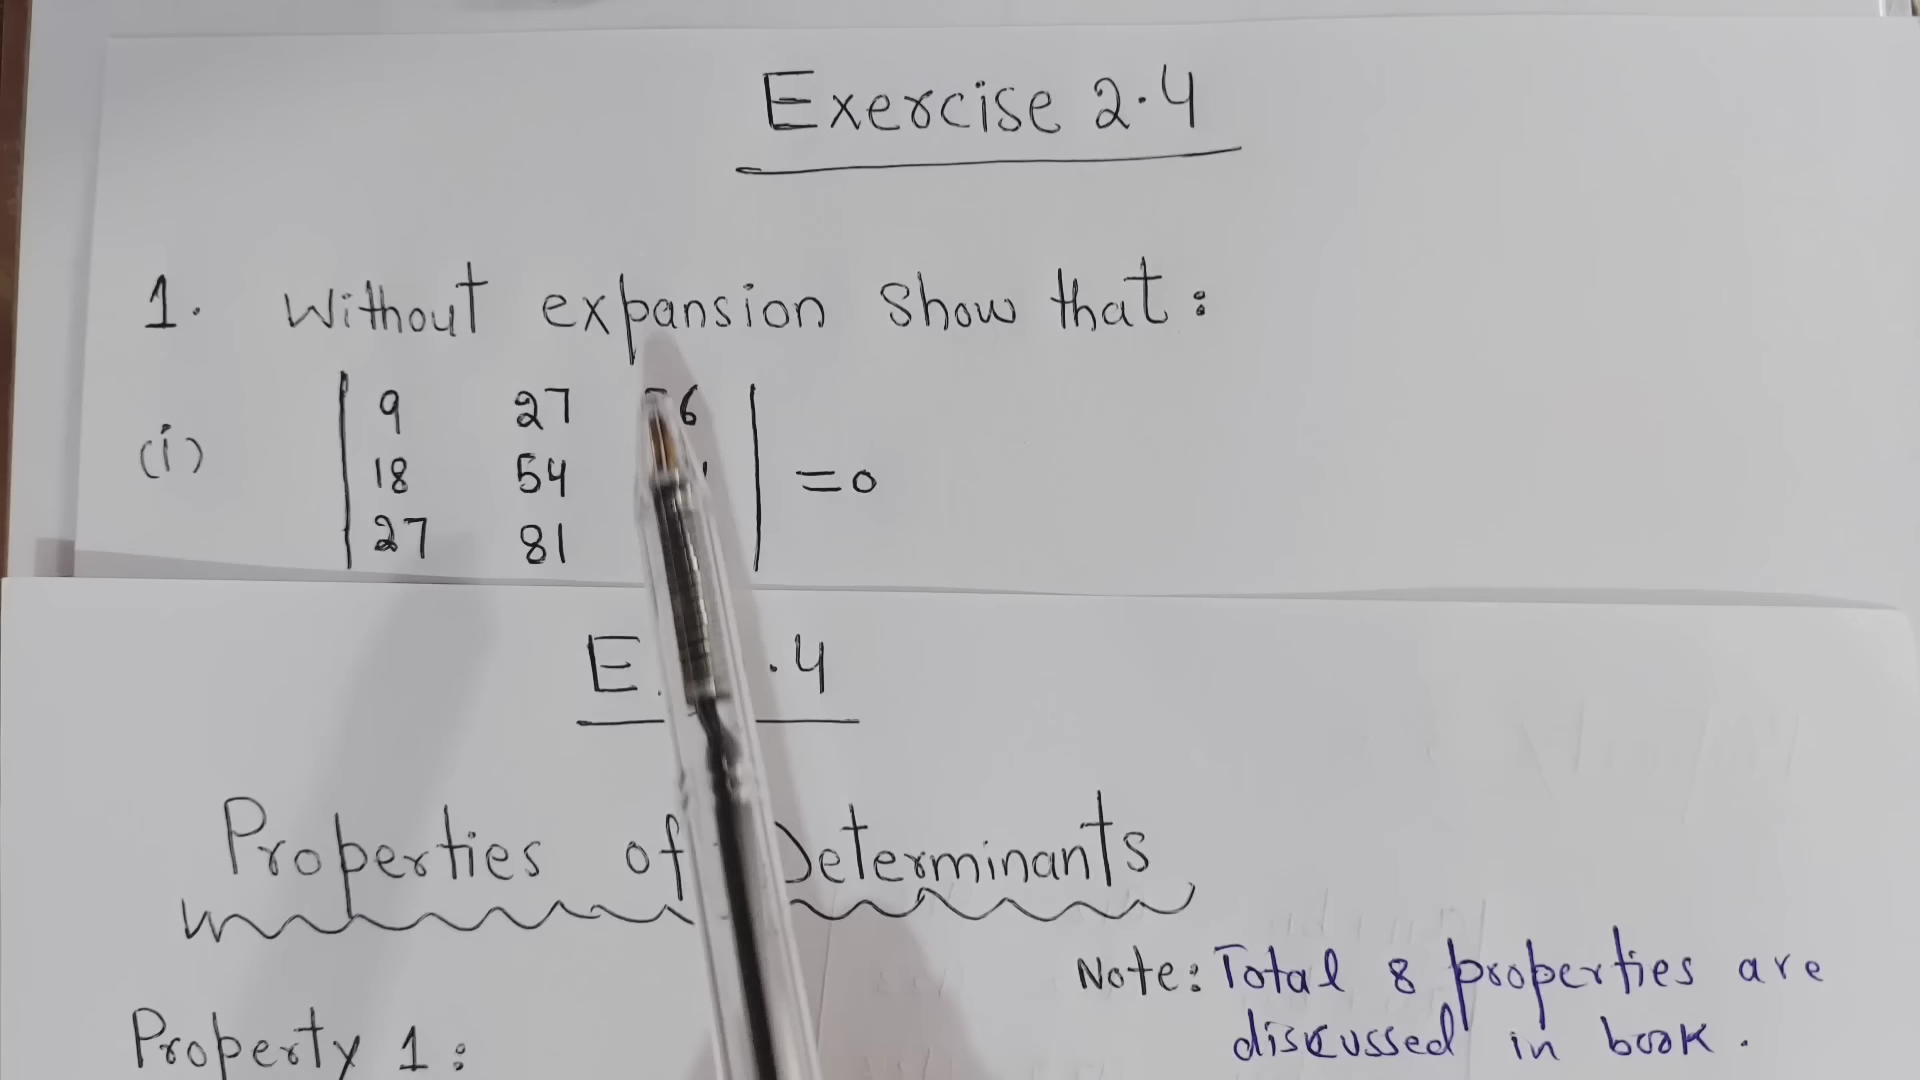 Exercise 2.4
1. Without expansion show that:
(i) | 9 27 6 |
18 54 = 0
27 81
E. .4
Properties of Determinants
Note: Total 8 properties are
discussed in book.
Property 1: